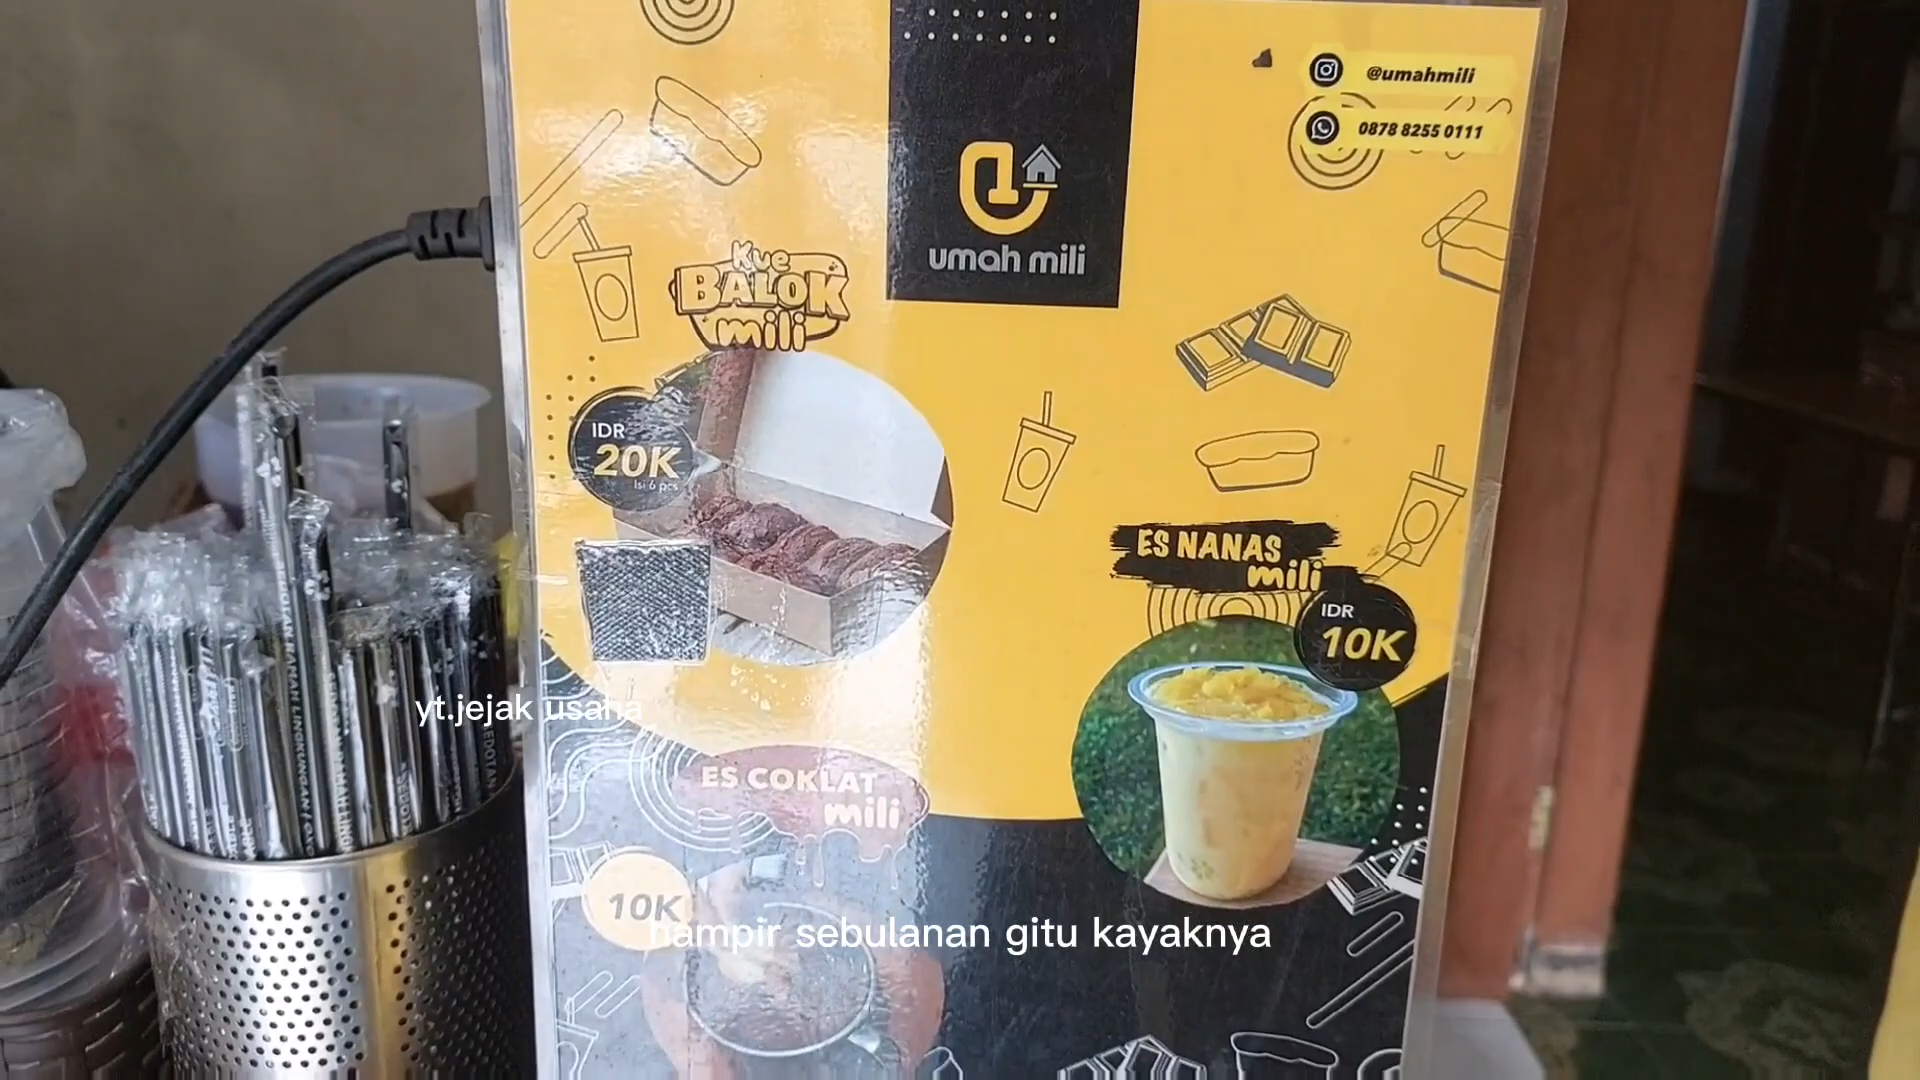 @umahmili
0878 8255 0111
umah mili
Kue
BALOK
mili
IDR
20K
Isi 6 pcs
ES NANAS
mili
IDR
10K
yt.jejak usaha
ES COKLAT
mili
10K
hampir sebulanan gitu kayaknya